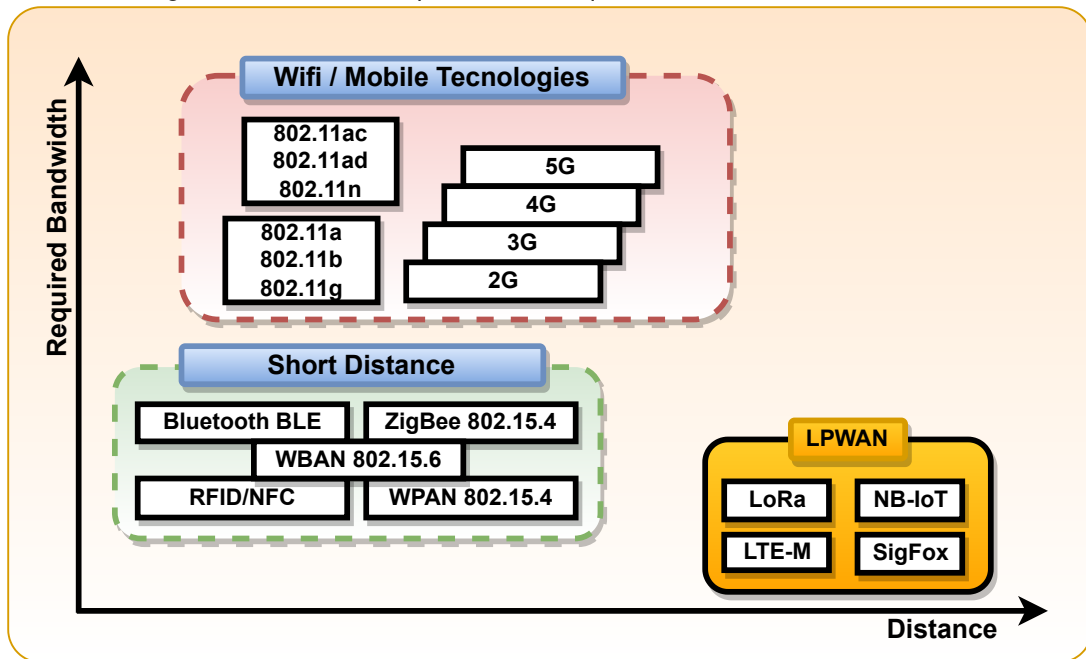 Required Bandwidth
Wifi / Mobile Tecnologies
802.11ac
802.11ad
802.11n
802.11a
802.11b
802.11g
5G
4G
3G
2G
Short Distance
Bluetooth BLE
ZigBee 802.15.4
WBAN 802.15.6
RFID/NFC
WPAN 802.15.4
LPWAN
LoRa
NB-IoT
LTE-M
SigFox
Distance